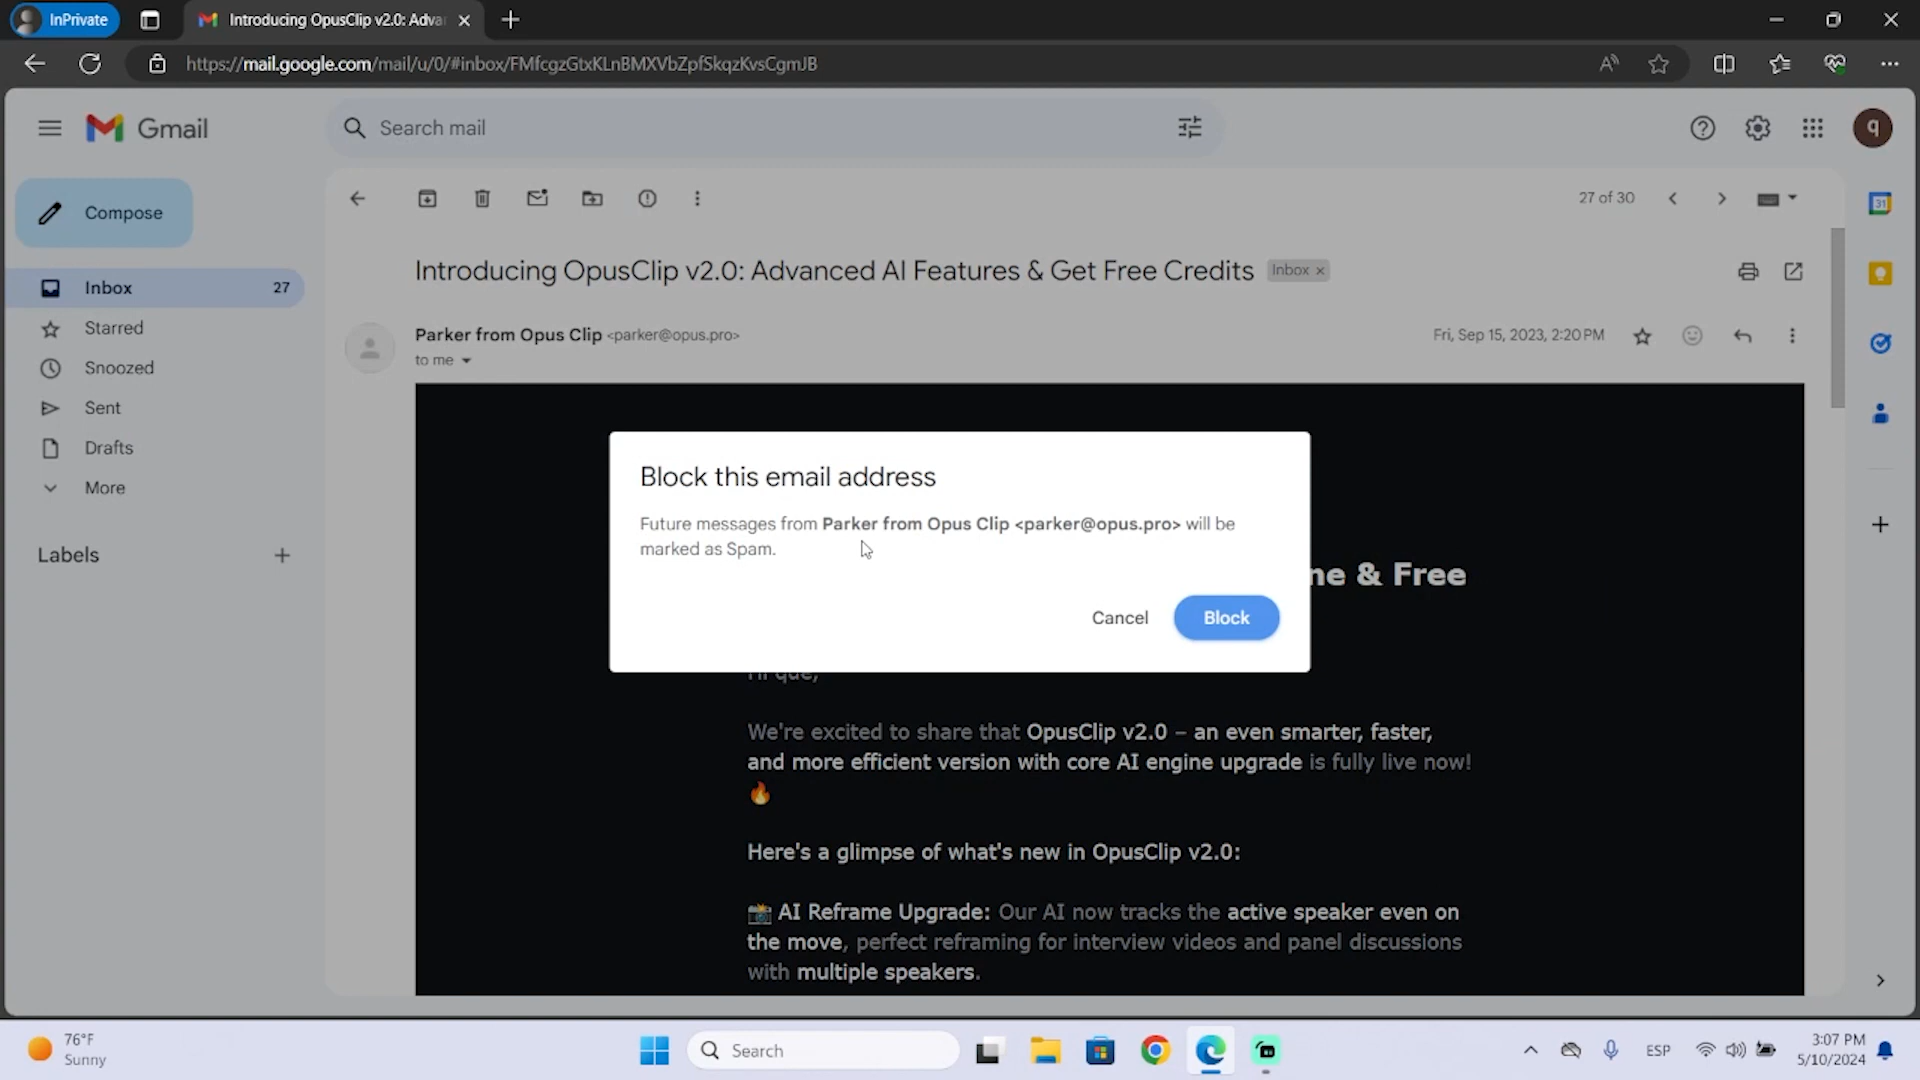 InPrivate
Introducing OpusClip v2.0: Adva
https://mail.google.com/mail/u/0/#inbox/FMfcgzGtxKLnBMXVbZpfSkqzKvsCgmJB
Gmail
Search mail
q
Compose
27 of 30
31
Introducing OpusClip v2.0: Advanced AI Features & Get Free Credits
Inbox ×
Inbox 27
Starred
Snoozed
Sent
Drafts
More
Labels
Parker from Opus Clip <parker@opus.pro>
Fri, Sep 15, 2023, 2:20 PM
to me
Block this email address
Future messages from Parker from Opus Clip <parker@opus.pro> will be
marked as Spam.
Cancel
Block
ne & Free
Hi que,
We're excited to share that OpusClip v2.0 – an even smarter, faster,
and more efficient version with core AI engine upgrade is fully live now!
🔥
Here's a glimpse of what's new in OpusClip v2.0:
📸 AI Reframe Upgrade: Our AI now tracks the active speaker even on
the move, perfect reframing for interview videos and panel discussions
with multiple speakers.
76°F
Sunny
Search
ESP
3:07 PM
5/10/2024